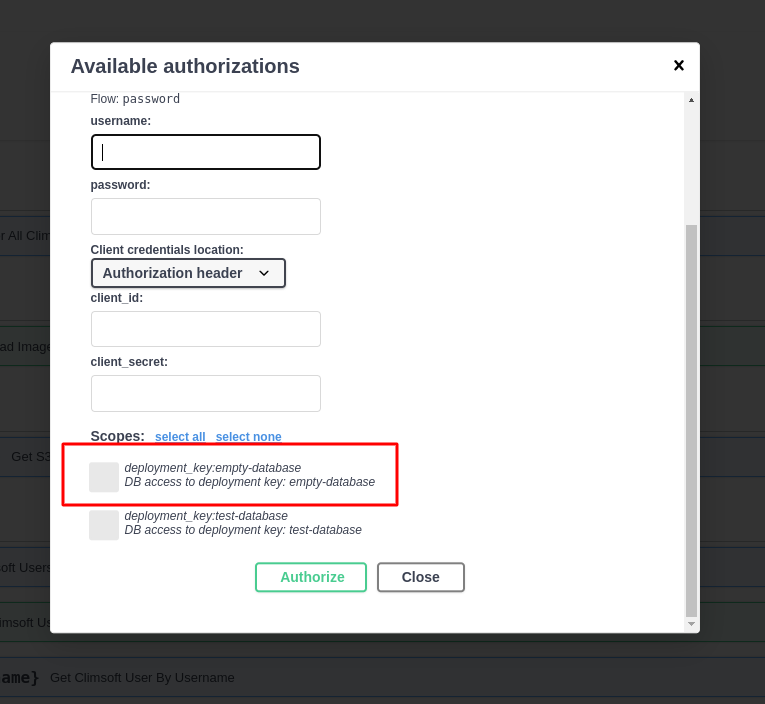 Available authorizations
Flow: password
username:
password:
Client credentials location:
Authorization header
client_id:
client_secret:
Scopes: select all select none
deployment_key:empty-database
DB access to deployment key: empty-database
deployment_key:test-database
DB access to deployment key: test-database
Authorize Close
r All Clim
ad Image
Get S3
soft Users
imsoft Us
ame} Get Climsoft User By Username